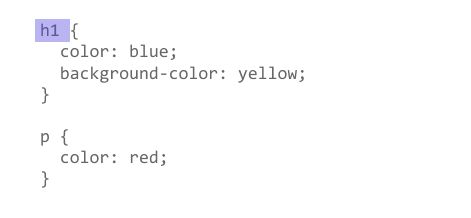 h1 {
  color: blue;
  background-color: yellow;
}

p {
  color: red;
}